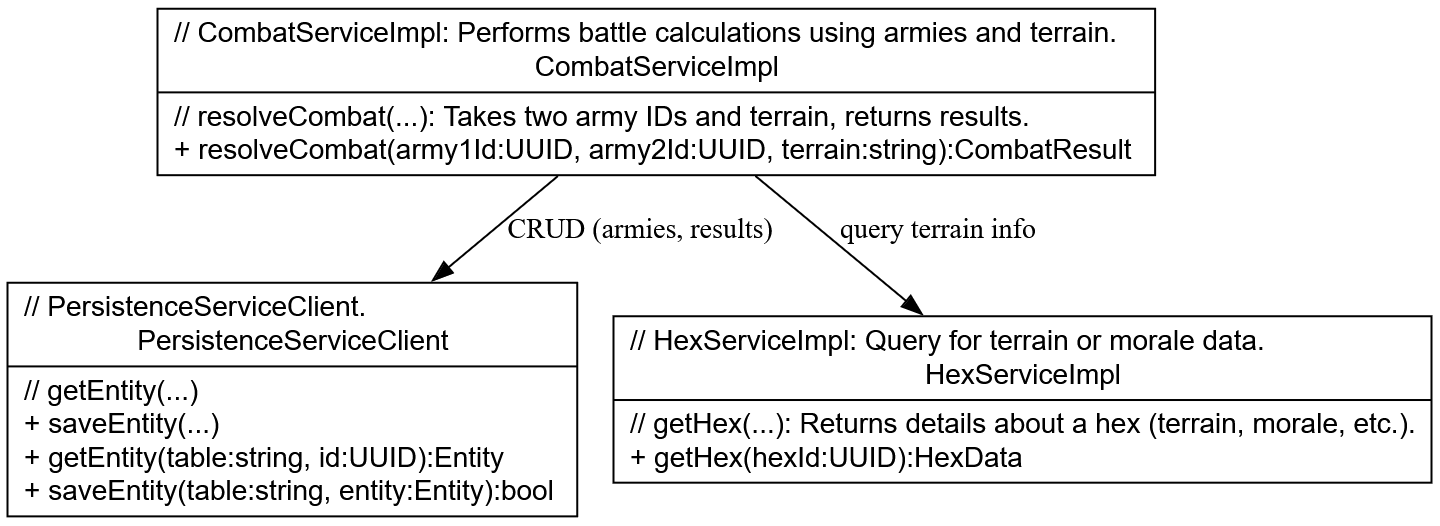 // CombatServiceImpl: Performs battle calculations using armies and terrain.
CombatServiceImpl
// resolveCombat(...): Takes two army IDs and terrain, returns results.
+ resolveCombat(army1Id:UUID, army2Id:UUID, terrain:string):CombatResult
CRUD (armies, results)
query terrain info
// PersistenceServiceClient.
PersistenceServiceClient
// getEntity(...)
+ saveEntity(...)
+ getEntity(table:string, id:UUID):Entity
+ saveEntity(table:string, entity:Entity):bool
// HexServiceImpl: Query for terrain or morale data.
HexServiceImpl
// getHex(...): Returns details about a hex (terrain, morale, etc.).
+ getHex(hexId:UUID):HexData